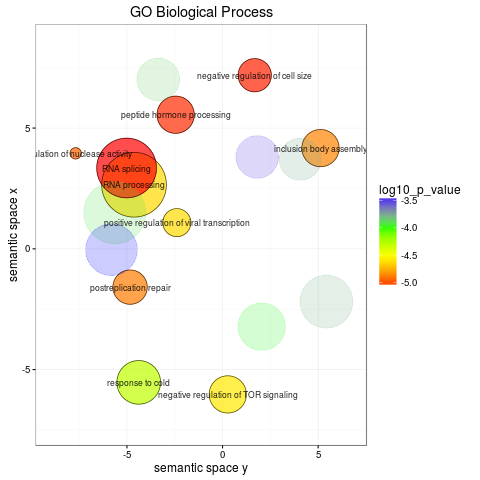 GO Biological Process
negative regulation of cell size
peptide hormone processing
5
ulation of nuclease activity
inclusion body assembly
RNA splicing
RNA processing
positive regulation of viral transcription
0
postreplication repair
-5
response to cold
negative regulation of TOR signaling
-5
0
5
semantic space y
semantic space x
log10_p_value
-3.5
-4.0
-4.5
-5.0